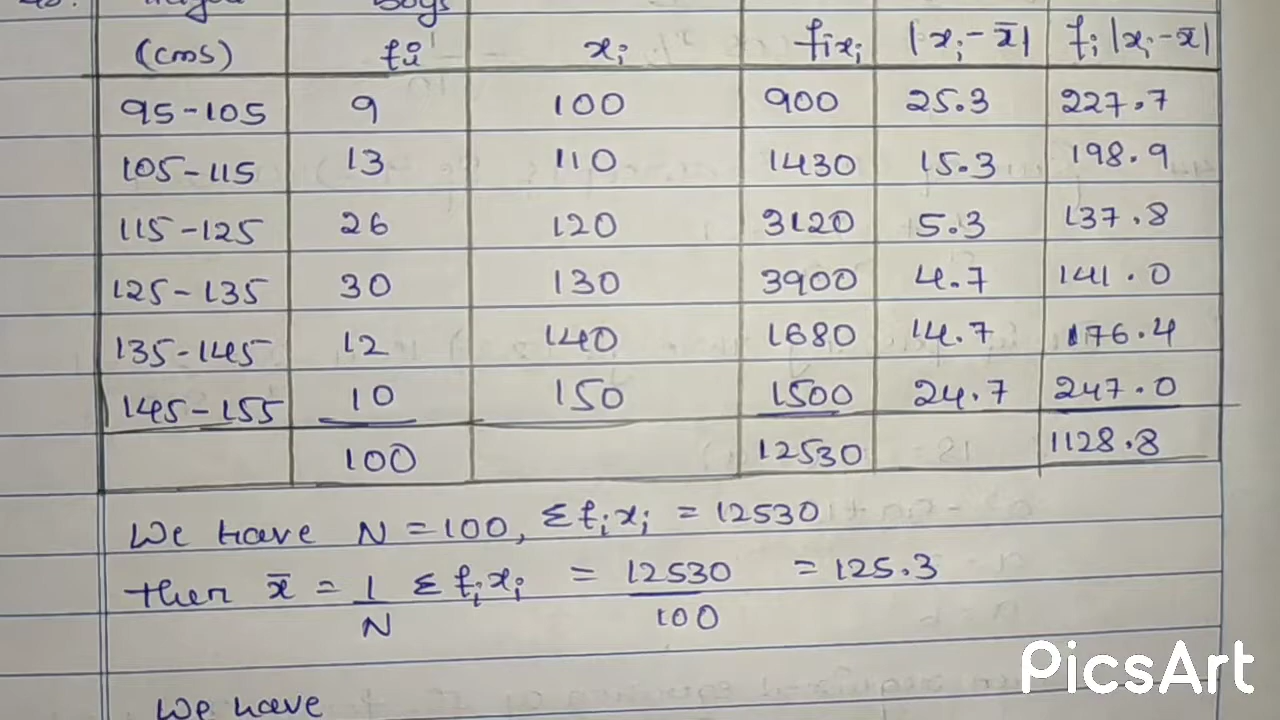 Boys
(cms) fi xi fixi |xi - x̄| fi |xi - x̄|
95-105 9 100 900 25.3 227.7
105-115 13 110 1430 15.3 198.9
115-125 26 120 3120 5.3 137.8
125-135 30 130 3900 4.7 141.0
135-145 12 140 1680 14.7 176.4
145-155 10 150 1500 24.7 247.0
100 12530 1128.8
We have N = 100, Σfixi = 12530
then x̄ = 1/N Σ fixi = 12530/100 = 125.3
We have
PicsArt